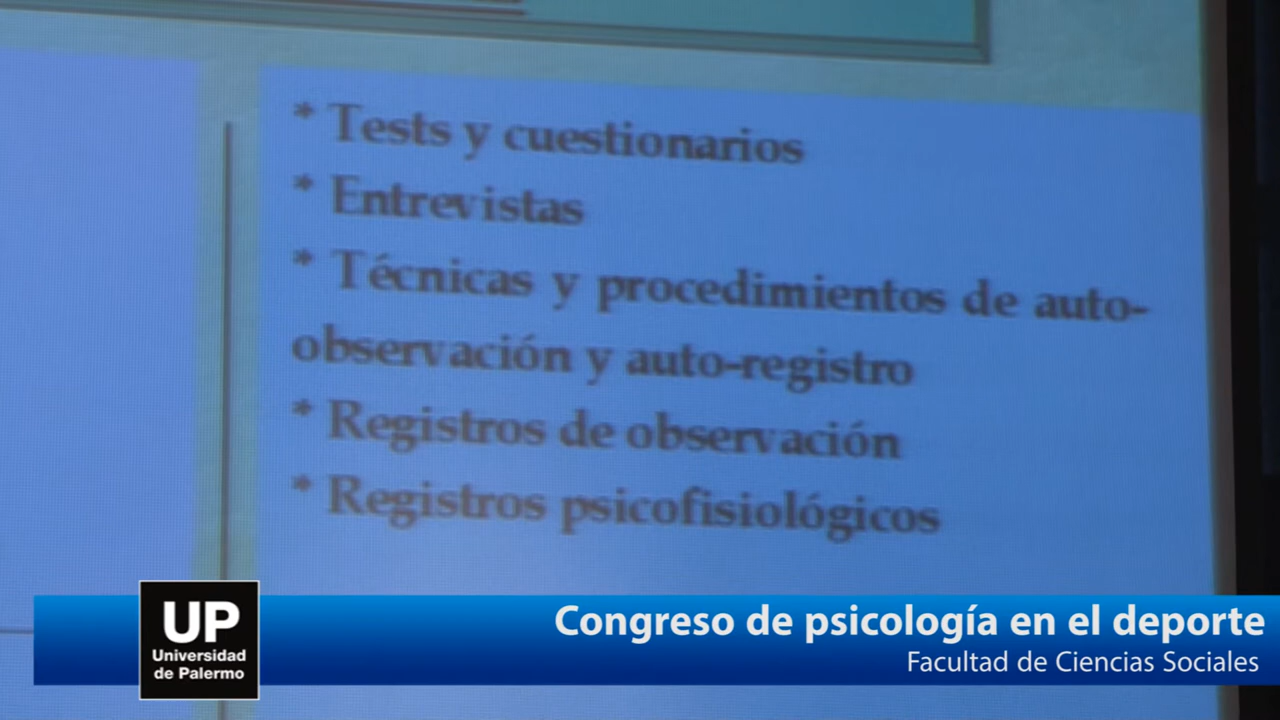 * Tests y cuestionarios
* Entrevistas
* Técnicas y procedimientos de auto-
observación y auto-registro
* Registros de observación
* Registros psicofisiológicos
UP
Universidad
de Palermo
Congreso de psicología en el deporte
Facultad de Ciencias Sociales